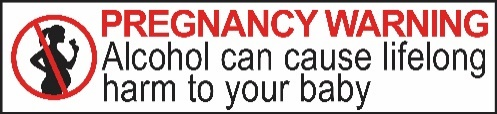 PREGNANCY WARNING
Alcohol can cause lifelong
harm to your baby